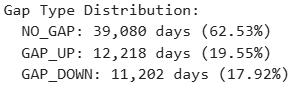 Gap Type Distribution:
  NO_GAP: 39,080 days (62.53%)
  GAP_UP: 12,218 days (19.55%)
  GAP_DOWN: 11,202 days (17.92%)